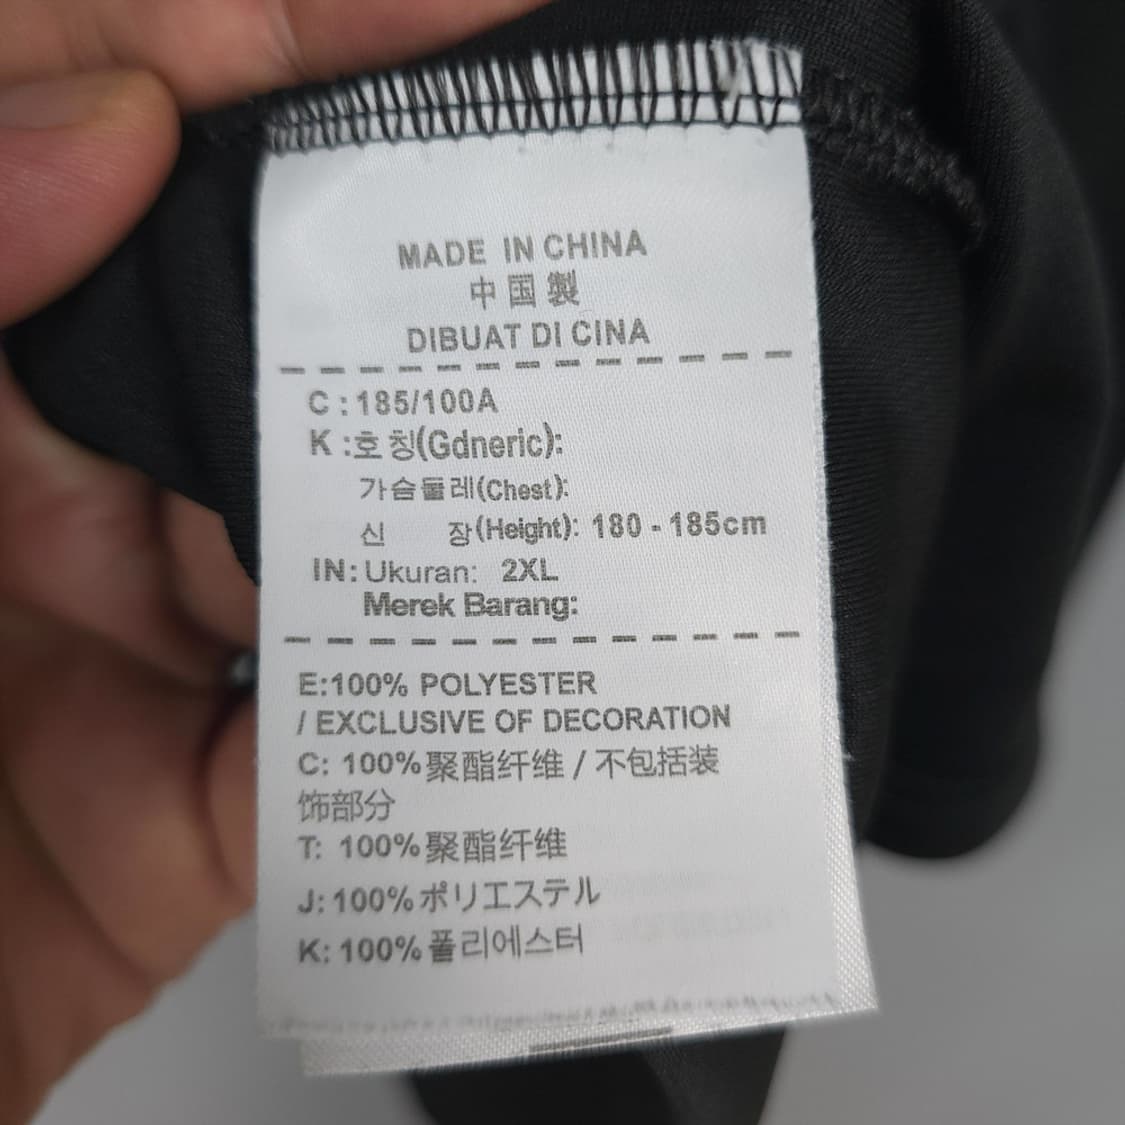 MADE IN CHINA
中国製
DIBUAT DI CINA
C : 185/100A
K :호칭(Gdneric):
가슴둘레(Chest):
신 장(Height): 180 - 185cm
IN: Ukuran: 2XL
Merek Barang:
E:100% POLYESTER
/ EXCLUSIVE OF DECORATION
C: 100%聚酯纤维 / 不包括装
饰部分
T: 100%聚酯纤维
J: 100%ポリエステル
K: 100%폴리에스터